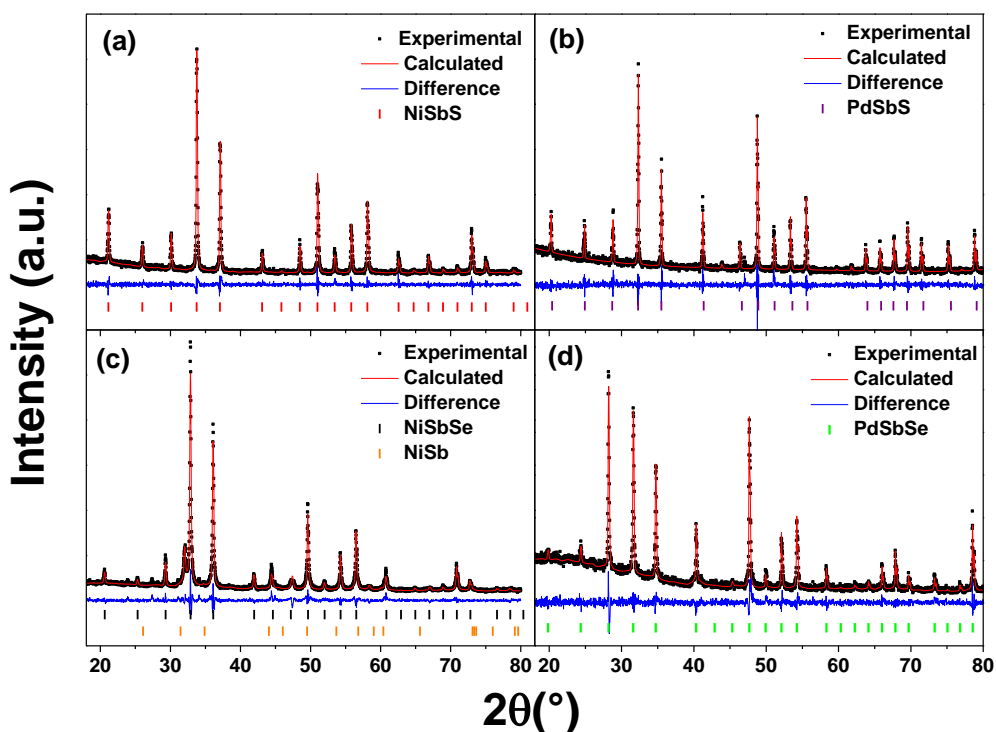 (a)
Experimental
Calculated
Difference
NiSbS
(b)
Experimental
Calculated
Difference
PdSbS
Intensity (a.u.)
(c)
Experimental
Calculated
Difference
NiSbSe
NiSb
(d)
Experimental
Calculated
Difference
PdSbSe
20 30 40 50 60 70 80
20 30 40 50 60 70 80
2θ(°)